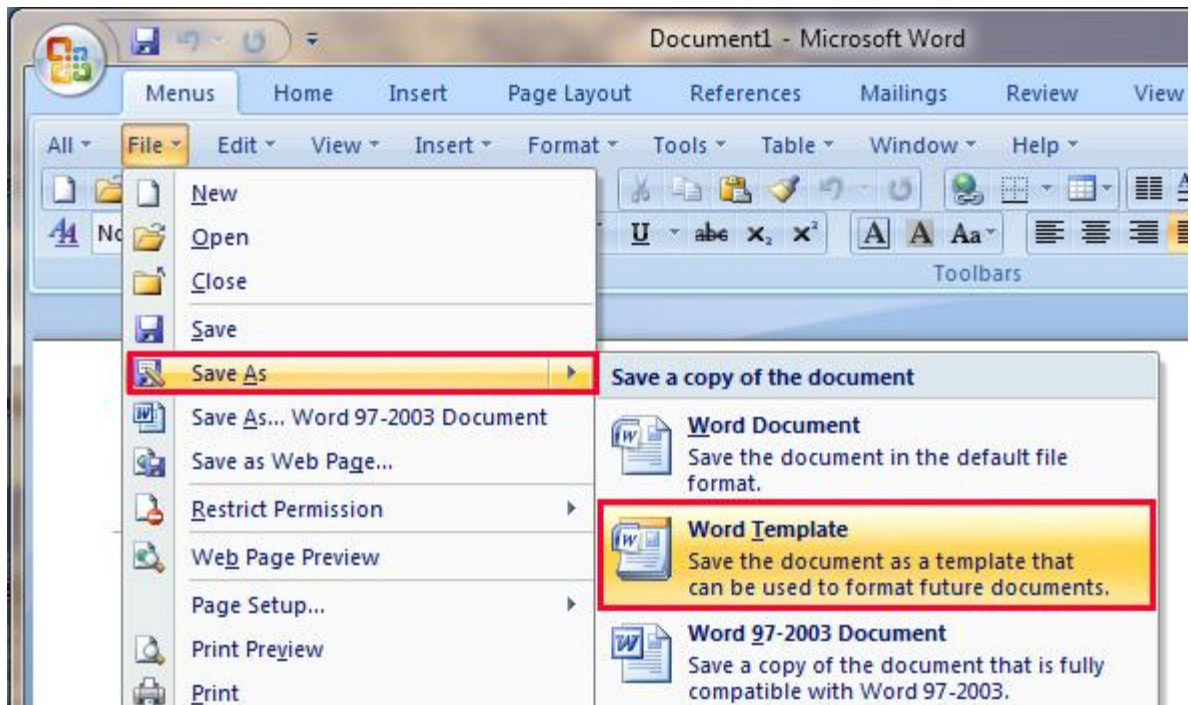 Document1 - Microsoft Word
Menus Home Insert Page Layout References Mailings Review View
All File Edit View Insert Format Tools Table Window Help
New
Open
Close
Save
Save As
Save As... Word 97-2003 Document
Save as Web Page...
Restrict Permission
Web Page Preview
Page Setup...
Print Preview
Print
U abc x₂ x² A A Aa
Toolbars
Save a copy of the document
Word Document
Save the document in the default file
format.
Word Template
Save the document as a template that
can be used to format future documents.
Word 97-2003 Document
Save a copy of the document that is fully
compatible with Word 97-2003.